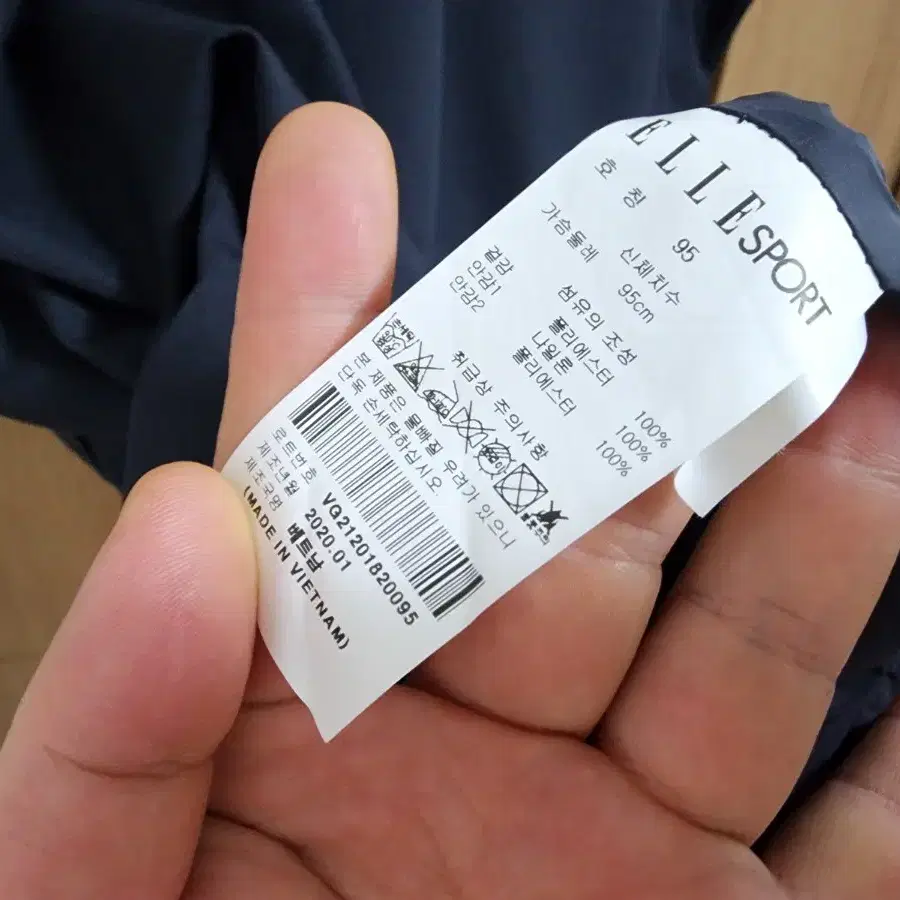 ELLE SPORT
호 칭 95
신체치수
가슴둘레 95cm
섬유의 조성
겉감 폴리에스터 100%
안감1 나일론 100%
안감2 폴리에스터 100%
취급상 주의사항
본 제품은 물빠짐 우려가 있으니
단독 손세탁하십시오.
로트번호 VG21201820095
제조년월 2020.01
제조국명 베트남
(MADE IN VIETNAM)